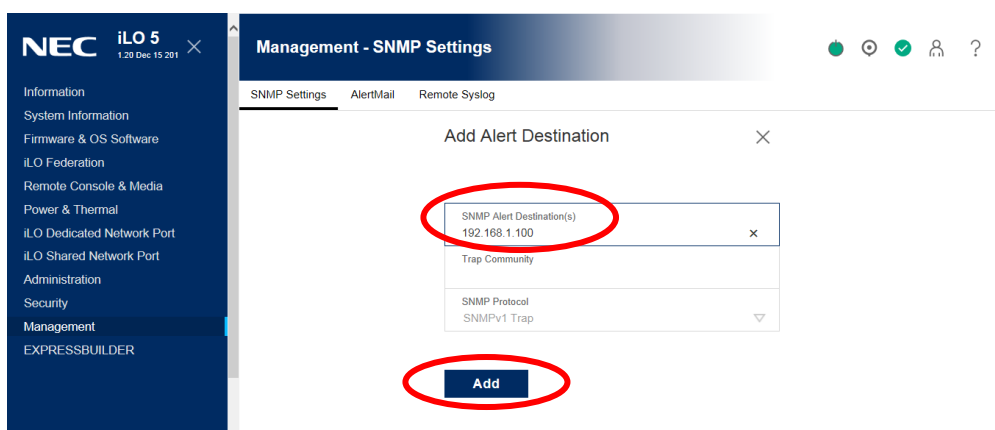 NEC
iLO 5
1.20 Dec 15 201
Information
System Information
Firmware & OS Software
iLO Federation
Remote Console & Media
Power & Thermal
iLO Dedicated Network Port
iLO Shared Network Port
Administration
Security
Management
EXPRESSBUILDER
Management - SNMP Settings
?
SNMP Settings AlertMail Remote Syslog
Add Alert Destination
SNMP Alert Destination(s)
192.168.1.100
Trap Community
SNMP Protocol
SNMPv1 Trap
Add